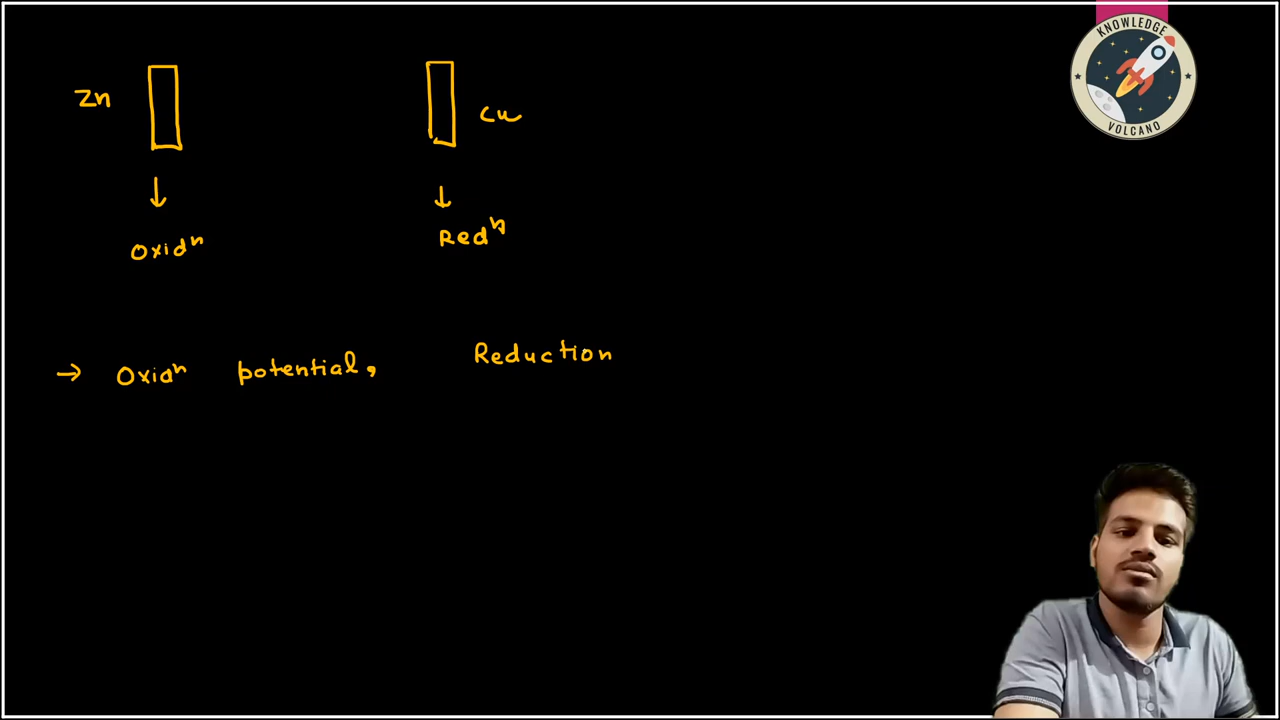 Zn
Cu
Oxidⁿ
Redⁿ
→ Oxidⁿ potential, Reduction
KNOWLEDGE
VOLCANO